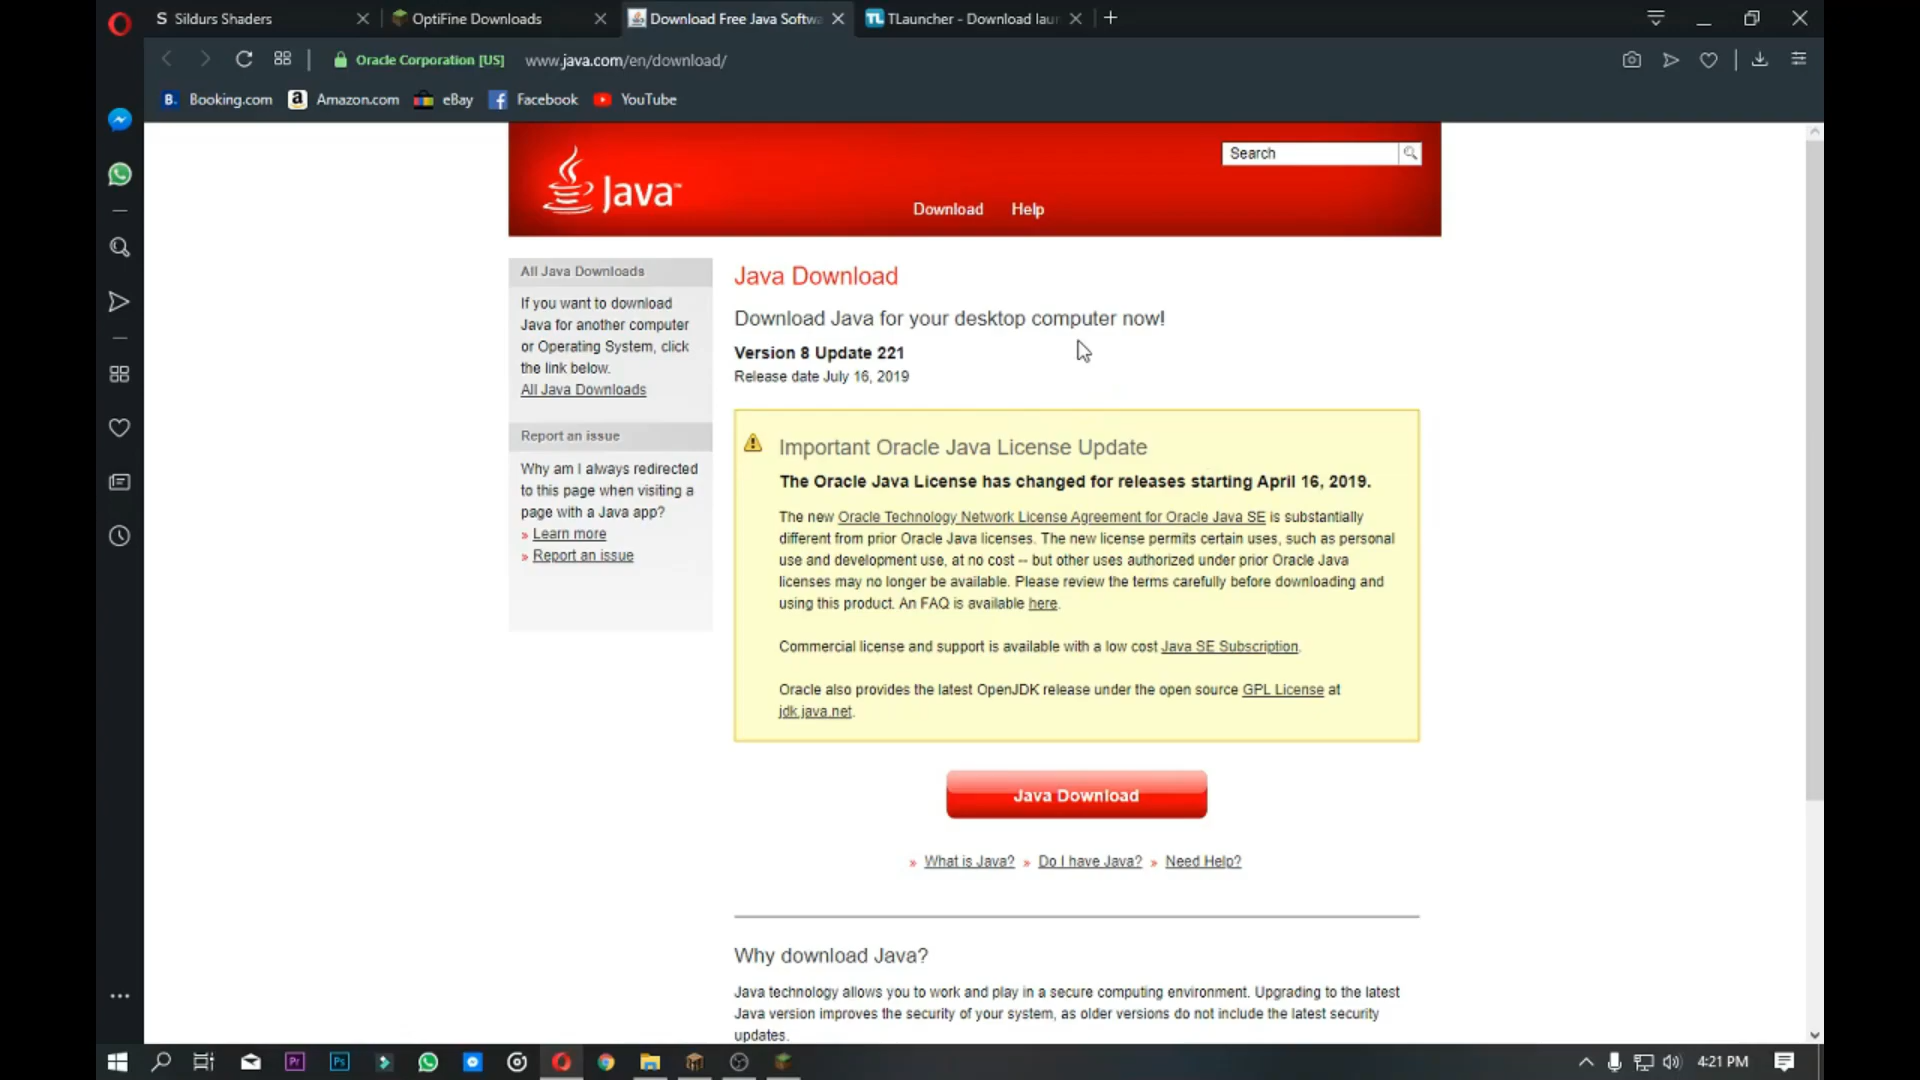 Sildurs Shaders
OptiFine Downloads
Download Free Java Softwa
TLauncher - Download laun
Oracle Corporation [US]
www.java.com/en/download/
Booking.com
Amazon.com
eBay
Facebook
YouTube
Java™
Search
Download
Help
All Java Downloads
If you want to download
Java for another computer
or Operating System, click
the link below.
All Java Downloads
Report an issue
Why am I always redirected
to this page when visiting a
page with a Java app?
» Learn more
» Report an issue
Java Download
Download Java for your desktop computer now!
Version 8 Update 221
Release date July 16, 2019
Important Oracle Java License Update
The Oracle Java License has changed for releases starting April 16, 2019.
The new Oracle Technology Network License Agreement for Oracle Java SE is substantially
different from prior Oracle Java licenses. The new license permits certain uses, such as personal
use and development use, at no cost -- but other uses authorized under prior Oracle Java
licenses may no longer be available. Please review the terms carefully before downloading and
using this product. An FAQ is available here.
Commercial license and support is available with a low cost Java SE Subscription.
Oracle also provides the latest OpenJDK release under the open source GPL License at
jdk.java.net.
Java Download
» What is Java? » Do I have Java? » Need Help?
Why download Java?
Java technology allows you to work and play in a secure computing environment. Upgrading to the latest
Java version improves the security of your system, as older versions do not include the latest security
updates.
Pr
Ps
4:21 PM